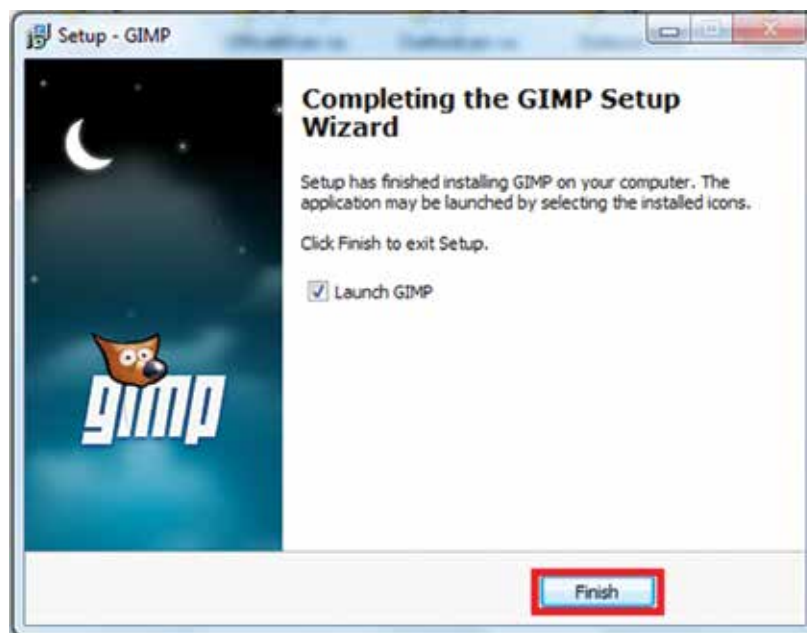 Setup - GIMP
Completing the GIMP Setup
Wizard
Setup has finished installing GIMP on your computer. The
application may be launched by selecting the installed icons.
Click Finish to exit Setup.
Launch GIMP
gimp
Finish